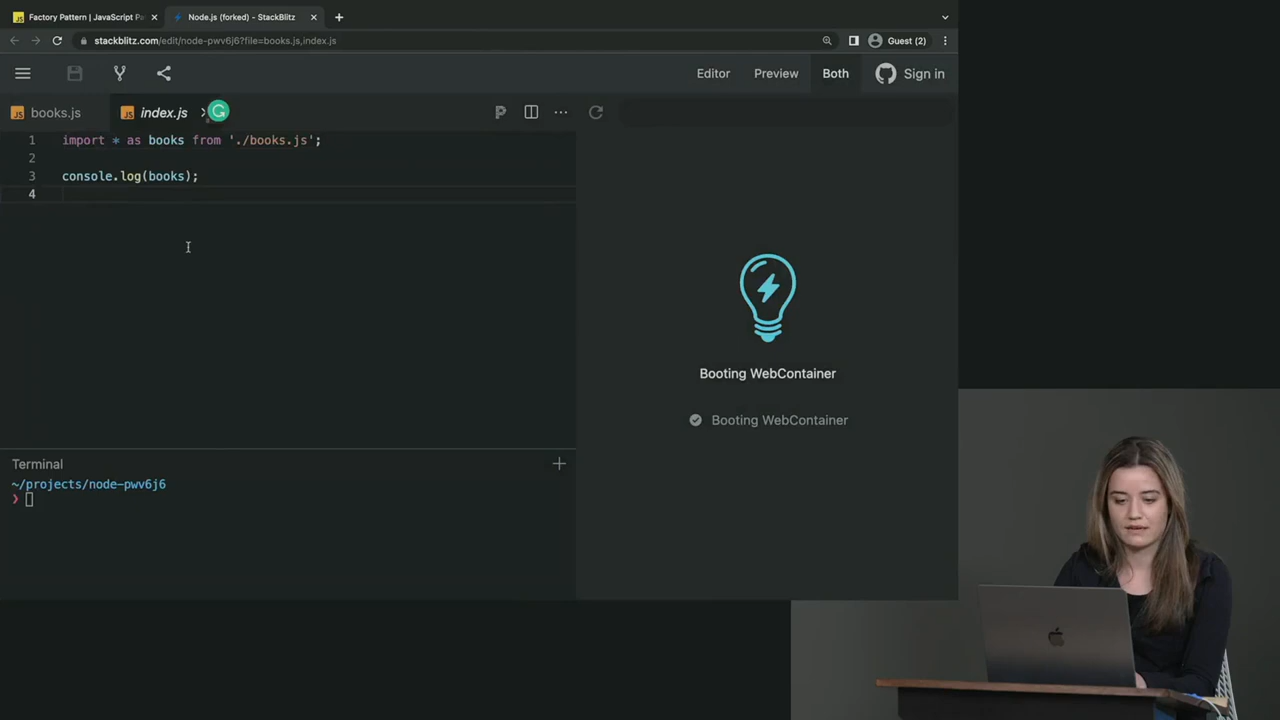 Factory Pattern | JavaScript Pa
Node.js (forked) - StackBlitz
stackblitz.com/edit/node-pwv6j6?file=books.js,index.js
Guest (2)
Editor
Preview
Both
Sign in
JS books.js
JS index.js
1 import * as books from './books.js';
2
3 console.log(books);
4
Booting WebContainer
Booting WebContainer
Terminal
~/projects/node-pwv6j6
❯